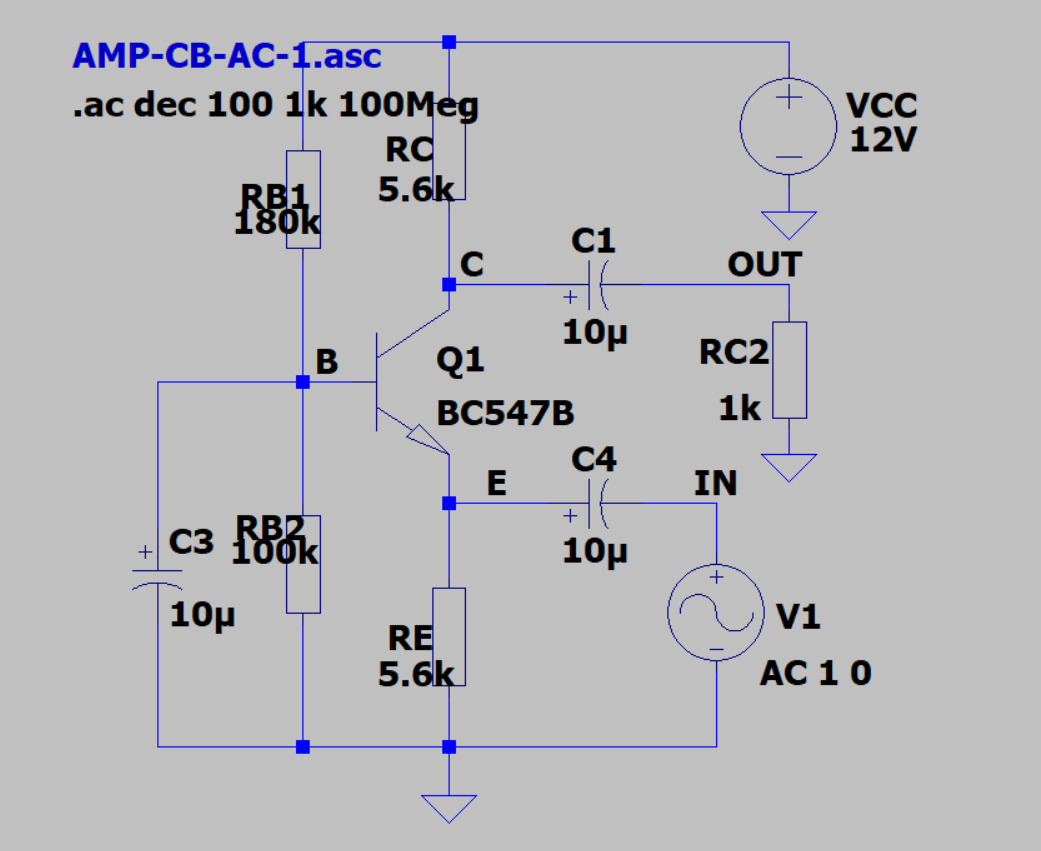 AMP-CB-AC-1.asc
.ac dec 100 1k 100Meg
VCC
12V
RC
5.6k
RB1
180k
C1
C
OUT
+
10µ
RC2
1k
B
Q1
BC547B
C4
E
IN
+
10µ
RB2
100k
C3
+
10µ
RE
5.6k
V1
AC 1 0